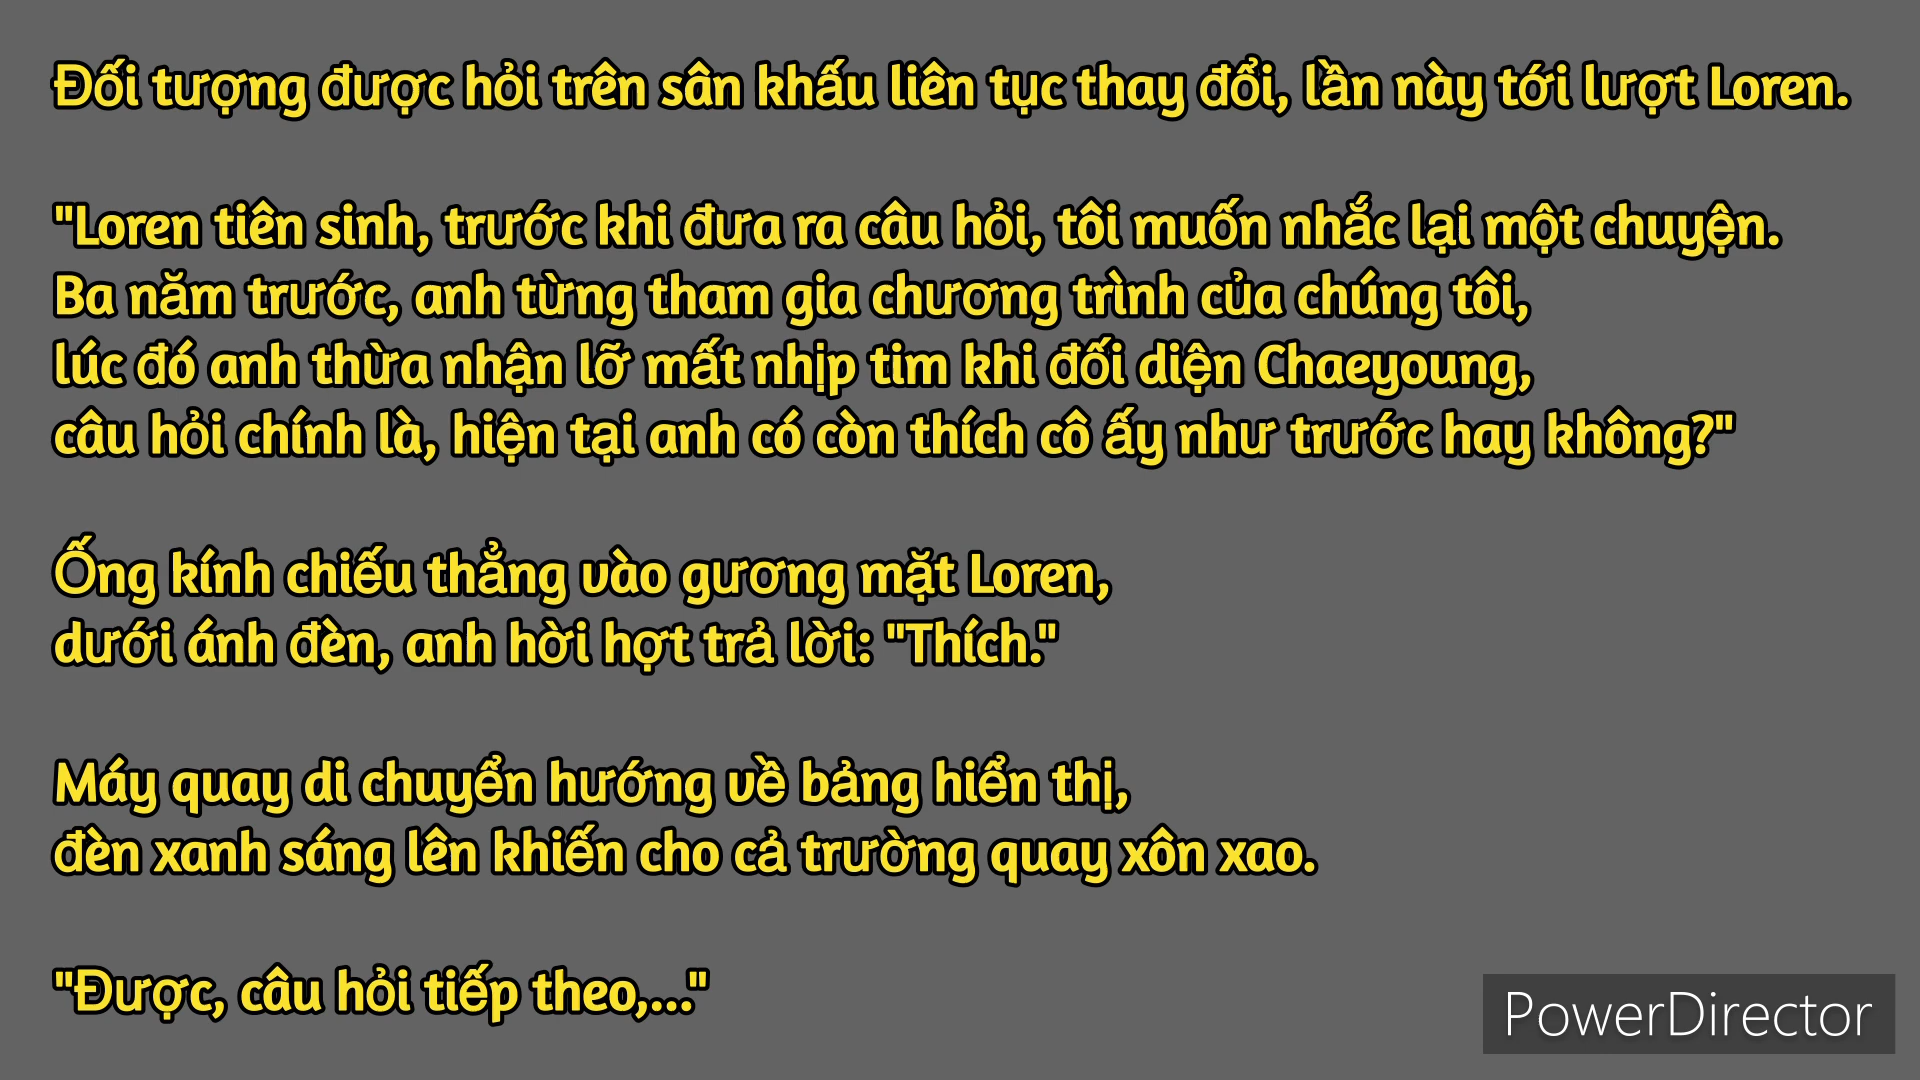 Đối tượng được hỏi trên sân khấu liên tục thay đổi, lần này tới lượt Loren.
"Loren tiên sinh, trước khi đưa ra câu hỏi, tôi muốn nhắc lại một chuyện.
Ba năm trước, anh từng tham gia chương trình của chúng tôi,
lúc đó anh thừa nhận lỡ mất nhịp tim khi đối diện Chaeyoung,
câu hỏi chính là, hiện tại anh có còn thích cô ấy như trước hay không?"
Ống kính chiếu thẳng vào gương mặt Loren,
dưới ánh đèn, anh hời hợt trả lời: "Thích."
Máy quay di chuyển hướng về bảng hiển thị,
đèn xanh sáng lên khiến cho cả trường quay xôn xao.
"Được, câu hỏi tiếp theo,..."
PowerDirector